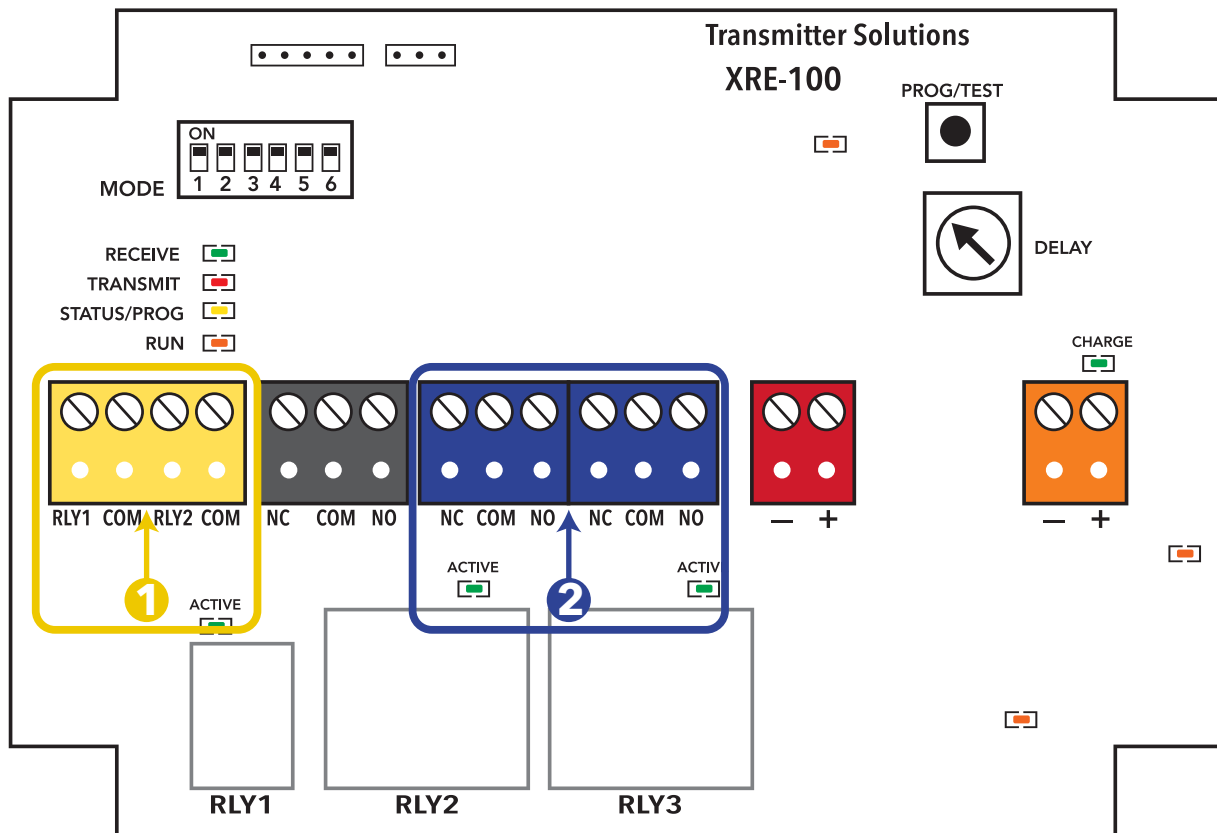 Transmitter Solutions
XRE-100
PROG/TEST
ON
1 2 3 4 5 6
MODE
DELAY
RECEIVE
TRANSMIT
STATUS/PROG
RUN
CHARGE
RLY1 COM RLY2 COM NC COM NO NC COM NO NC COM NO — +  — +
1 2
ACTIVE ACTIVE ACTIV
RLY1 RLY2 RLY3